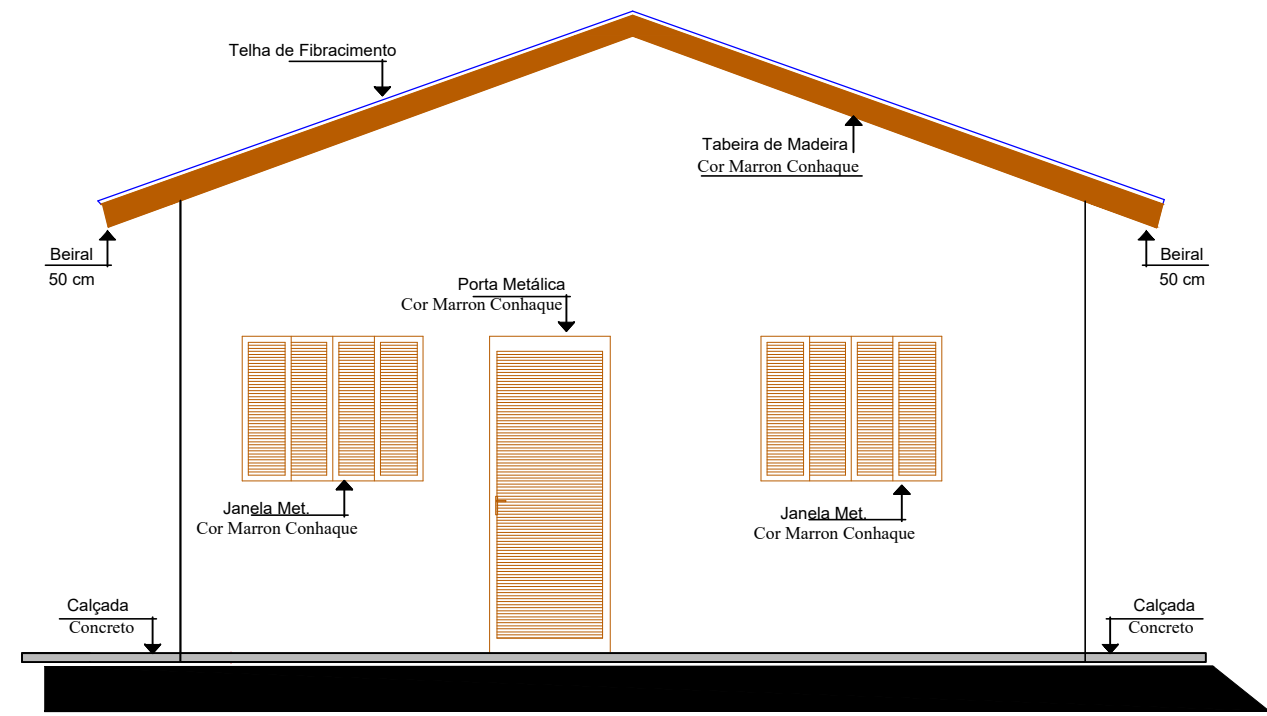 Telha de Fibracimento
Tabeira de Madeira
Cor Marron Conhaque
Beiral
50 cm
Beiral
50 cm
Porta Metálica
Cor Marron Conhaque
Janela Met.
Cor Marron Conhaque
Janela Met.
Cor Marron Conhaque
Calçada
Concreto
Calçada
Concreto